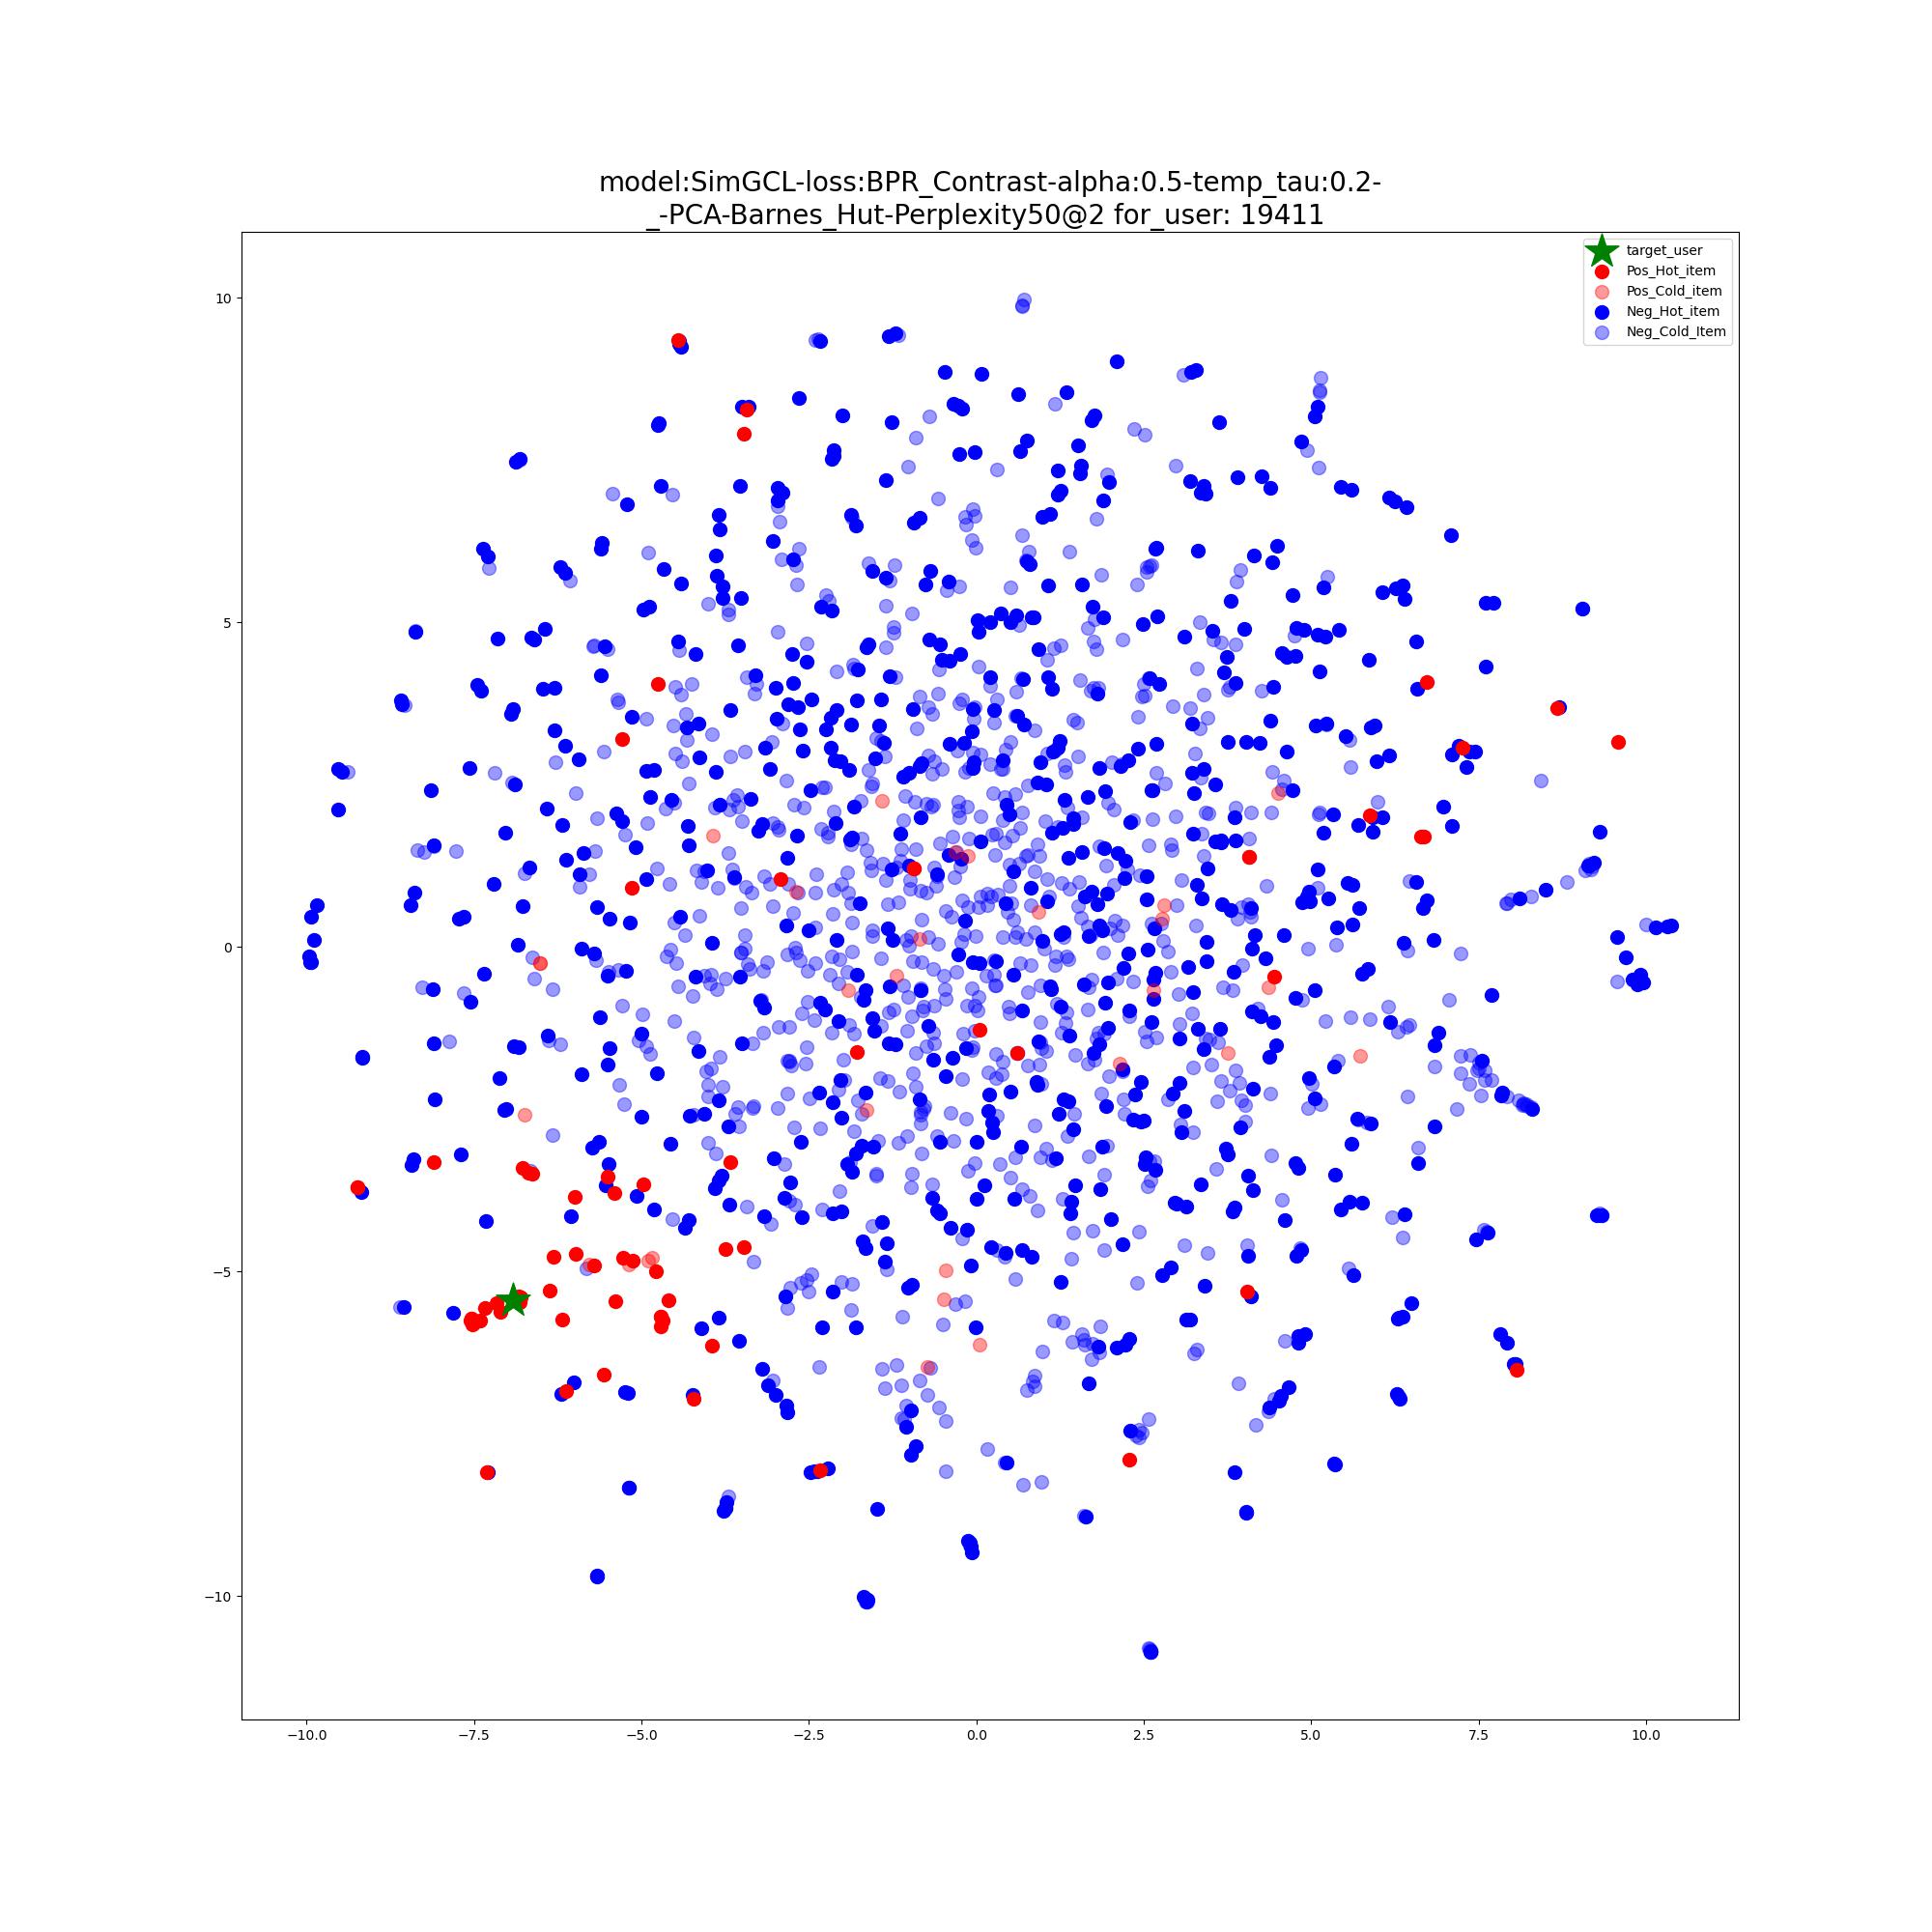 model:SimGCL-loss:BPR_Contrast-alpha:0.5-temp_tau:0.2-
_-PCA-Barnes_Hut-Perplexity50@2 for_user: 19411
target_user
Pos_Hot_item
Pos_Cold_item
Neg_Hot_item
Neg_Cold_Item
10
5
0
−5
−10
−10.0 −7.5 −5.0 −2.5 0.0 2.5 5.0 7.5 10.0